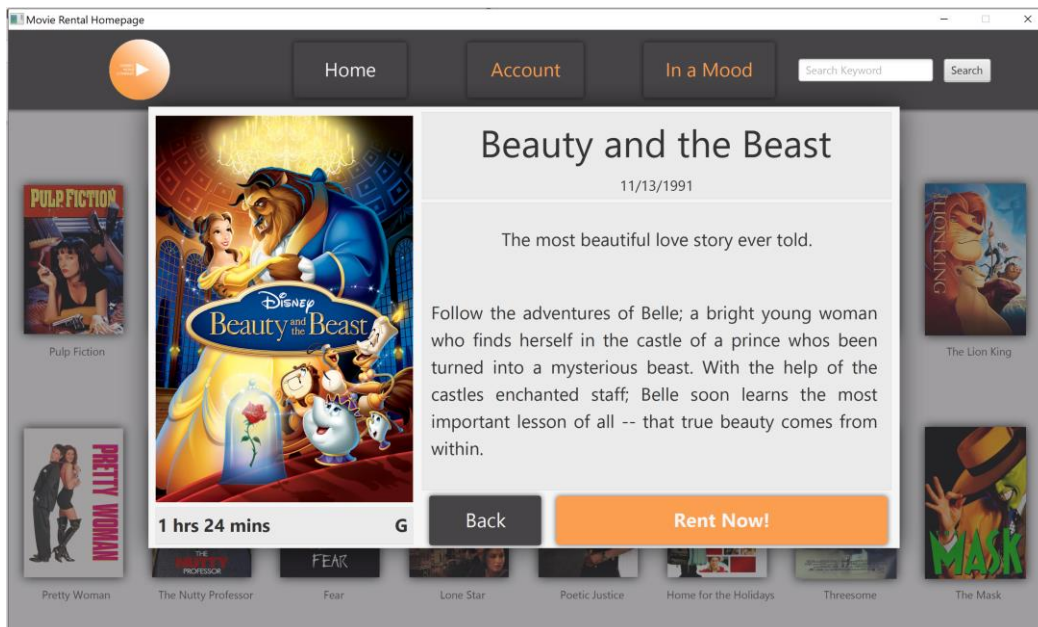 Movie Rental Homepage
Home
Account
In a Mood
Search Keyword
Search
Beauty and the Beast
11/13/1991
The most beautiful love story ever told.
Follow the adventures of Belle; a bright young woman
who finds herself in the castle of a prince whos been
turned into a mysterious beast. With the help of the
castles enchanted staff; Belle soon learns the most
important lesson of all -- that true beauty comes from
within.
Disney
Beauty and the Beast
1 hrs 24 mins
G
Back
Rent Now!
PULP FICTION
Pulp Fiction
LION KING
The Lion King
PRETTY WOMAN
Pretty Woman
THE
NUTTY
PROFESSOR
The Nutty Professor
FEAR
Fear
Lone Star
Poetic Justice
Home for the Holidays
Threesome
MASK
The Mask